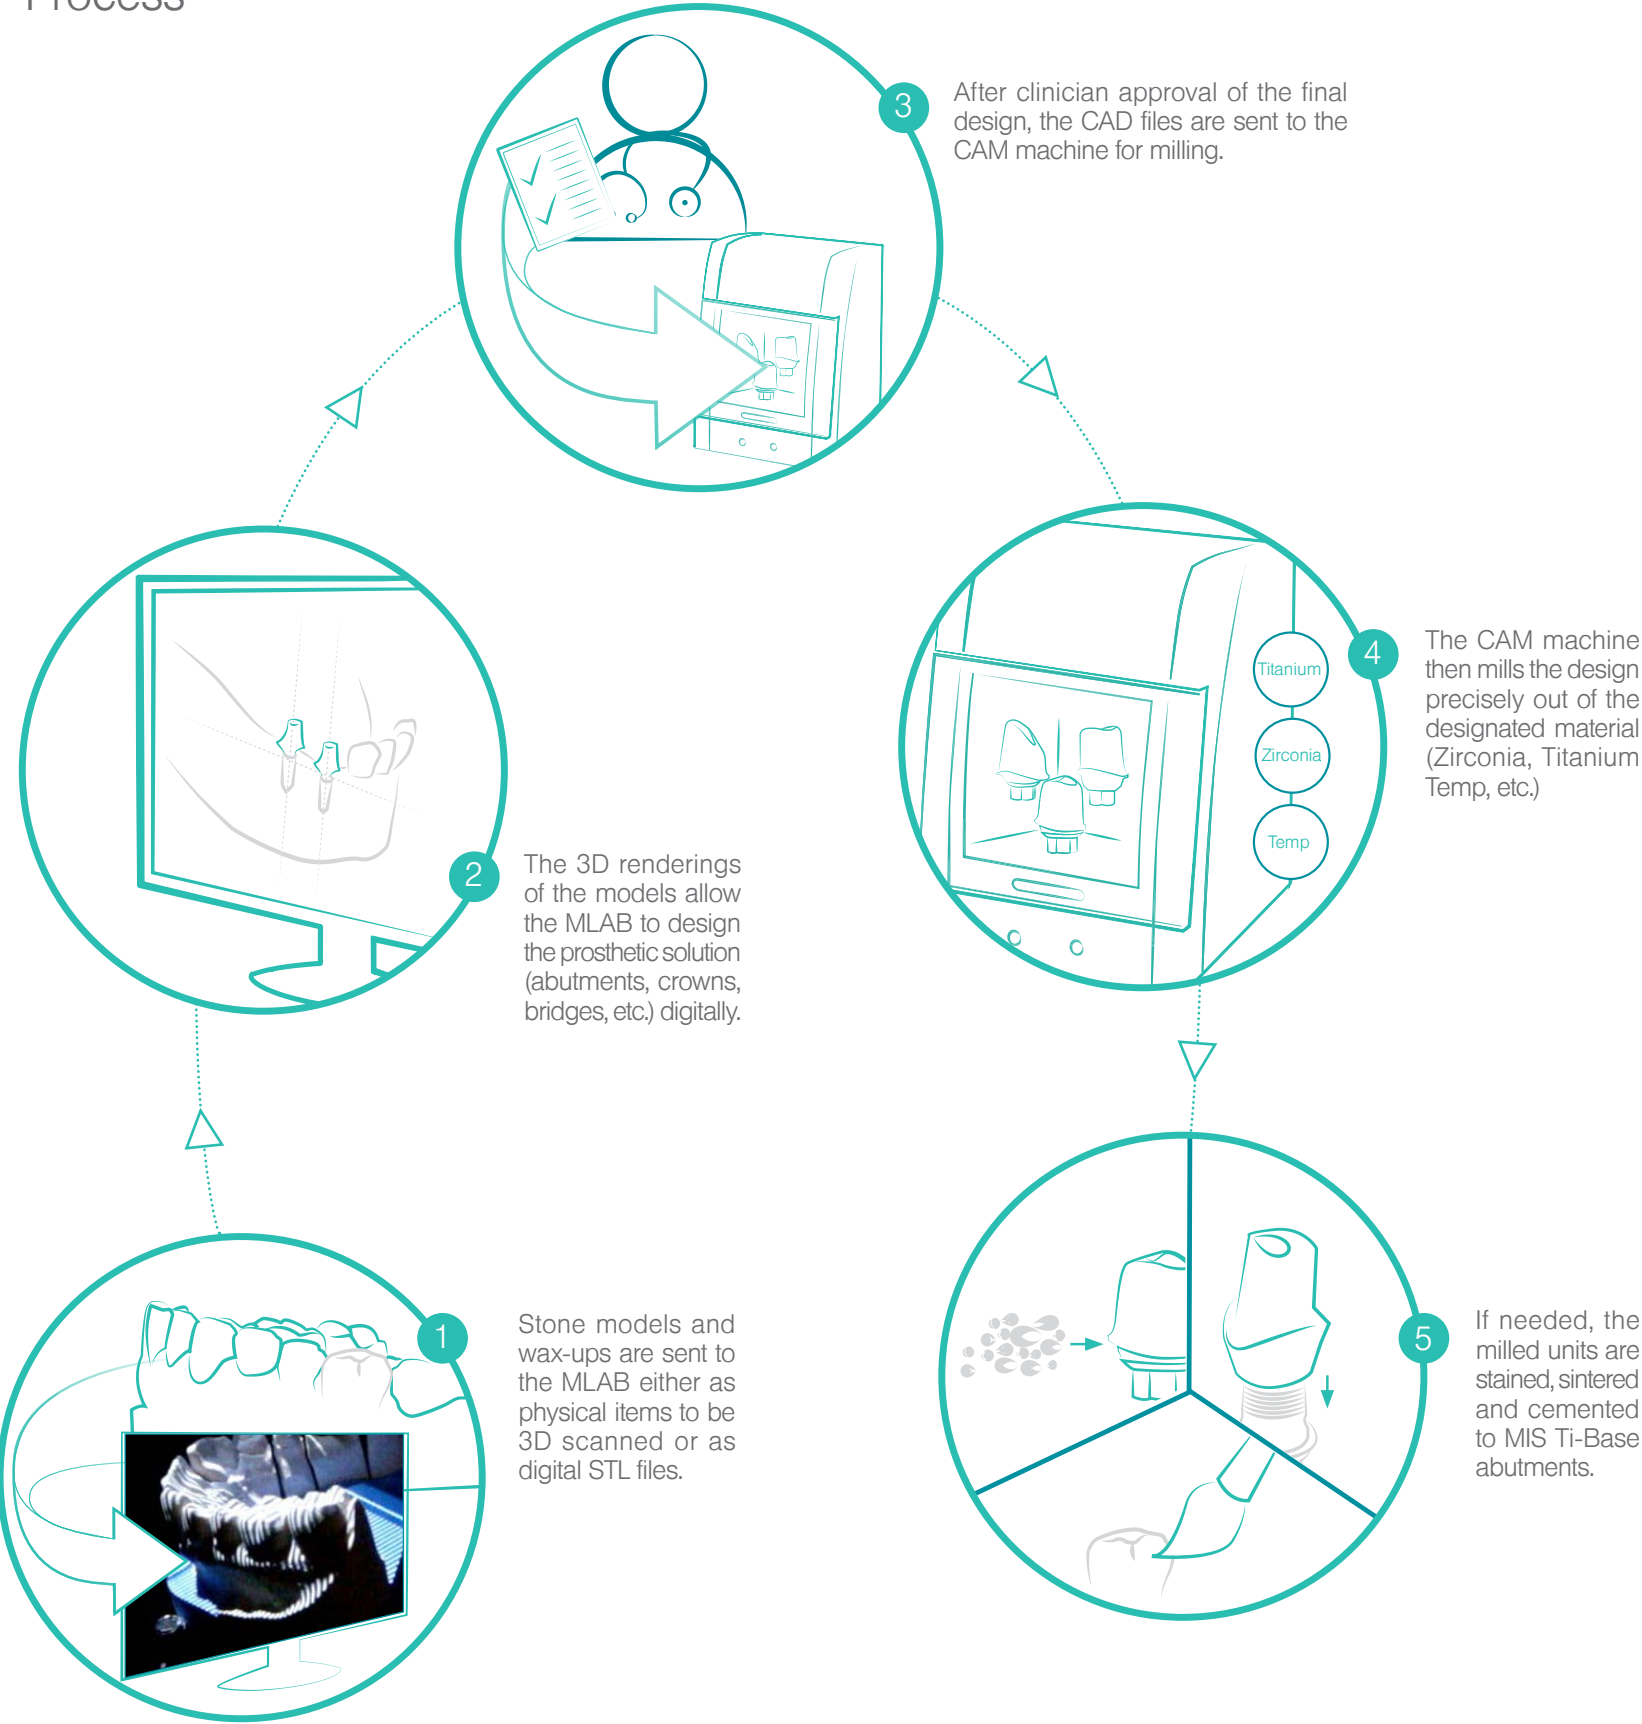 Process
3
After clinician approval of the final
design, the CAD files are sent to the
CAM machine for milling.
4
The CAM machine
then mills the design
precisely out of the
designated material
(Zirconia, Titanium
Temp, etc.)
Titanium
Zirconia
Temp
2
The 3D renderings
of the models allow
the MLAB to design
the prosthetic solution
(abutments, crowns,
bridges, etc.) digitally.
1
Stone models and
wax-ups are sent to
the MLAB either as
physical items to be
3D scanned or as
digital STL files.
5
If needed, the
milled units are
stained, sintered
and cemented
to MIS Ti-Base
abutments.